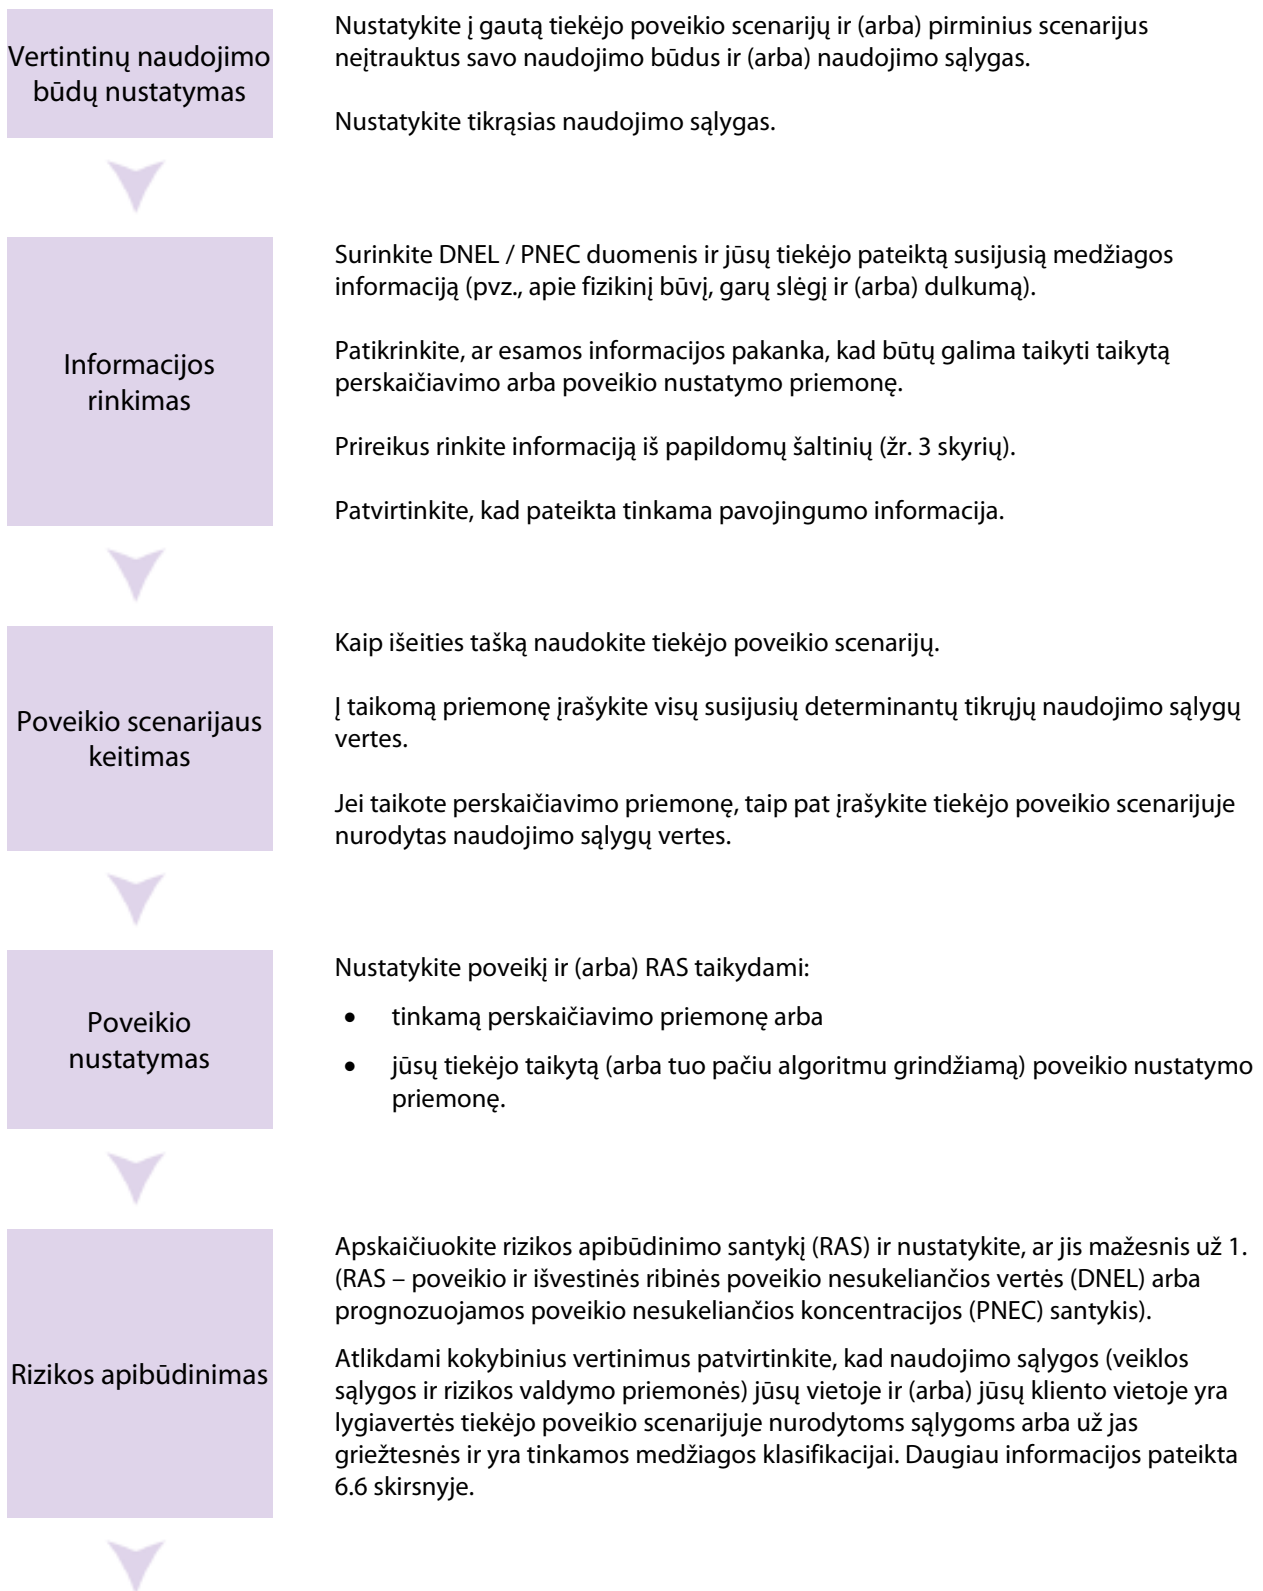 Vertintinų naudojimo
būdų nustatymas
Nustatykite į gautą tiekėjo poveikio scenarijų ir (arba) pirminius scenarijus
neįtrauktus savo naudojimo būdus ir (arba) naudojimo sąlygas.
Nustatykite tikrąsias naudojimo sąlygas.
Informacijos
rinkimas
Surinkite DNEL / PNEC duomenis ir jūsų tiekėjo pateiktą susijusią medžiagos
informaciją (pvz., apie fizikinį būvį, garų slėgį ir (arba) dulkumą).
Patikrinkite, ar esamos informacijos pakanka, kad būtų galima taikyti taikytą
perskaičiavimo arba poveikio nustatymo priemonę.
Prireikus rinkite informaciją iš papildomų šaltinių (žr. 3 skyrių).
Patvirtinkite, kad pateikta tinkama pavojingumo informacija.
Poveikio scenarijaus
keitimas
Kaip išeities tašką naudokite tiekėjo poveikio scenarijų.
Į taikomą priemonę įrašykite visų susijusių determinantų tikrųjų naudojimo sąlygų
vertes.
Jei taikote perskaičiavimo priemonę, taip pat įrašykite tiekėjo poveikio scenarijuje
nurodytas naudojimo sąlygų vertes.
Poveikio
nustatymas
Nustatykite poveikį ir (arba) RAS taikydami:
• tinkamą perskaičiavimo priemonę arba
• jūsų tiekėjo taikytą (arba tuo pačiu algoritmu grindžiamą) poveikio nustatymo
priemonę.
Rizikos apibūdinimas
Apskaičiuokite rizikos apibūdinimo santykį (RAS) ir nustatykite, ar jis mažesnis už 1.
(RAS – poveikio ir išvestinės ribinės poveikio nesukeliančios vertės (DNEL) arba
prognozuojamos poveikio nesukeliančios koncentracijos (PNEC) santykis).
Atlikdami kokybinius vertinimus patvirtinkite, kad naudojimo sąlygos (veiklos
sąlygos ir rizikos valdymo priemonės) jūsų vietoje ir (arba) jūsų kliento vietoje yra
lygiavertės tiekėjo poveikio scenarijuje nurodytoms sąlygoms arba už jas
griežtesnės ir yra tinkamos medžiagos klasifikacijai. Daugiau informacijos pateikta
6.6 skirsnyje.